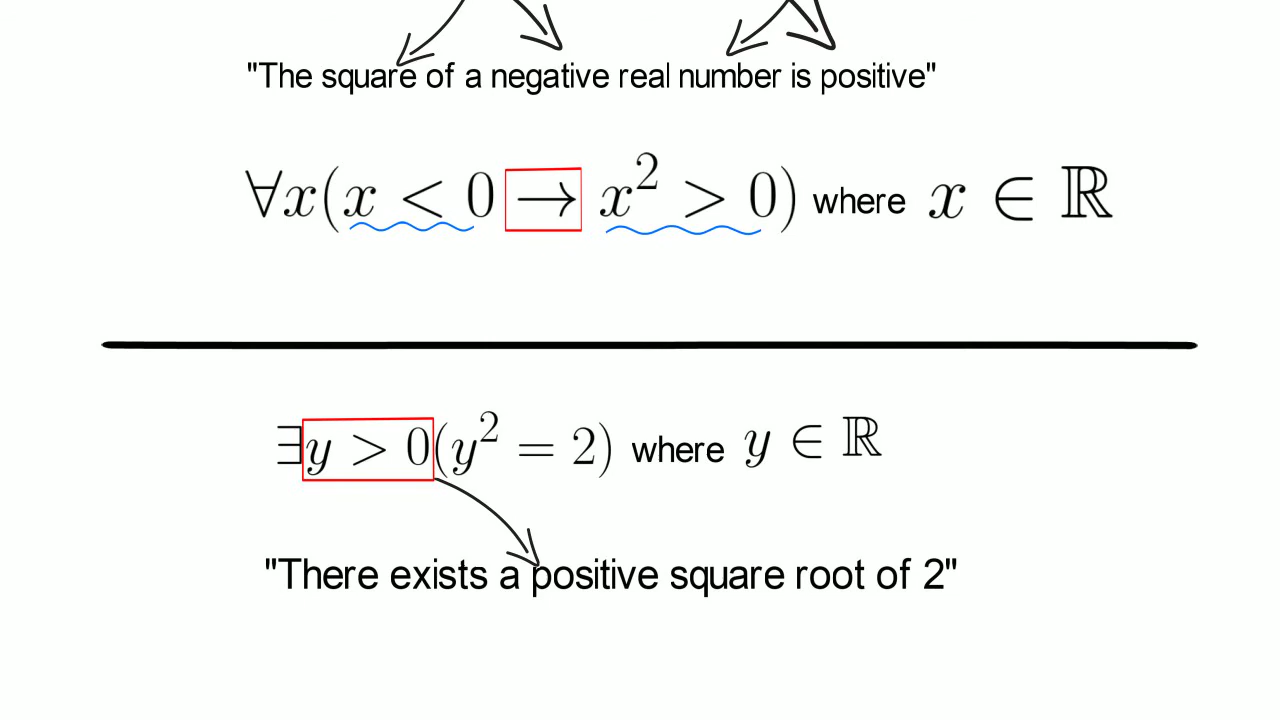 "The square of a negative real number is positive"
∀x(x < 0 → x² > 0) where x ∈ ℝ
∃y > 0(y² = 2) where y ∈ ℝ
"There exists a positive square root of 2"